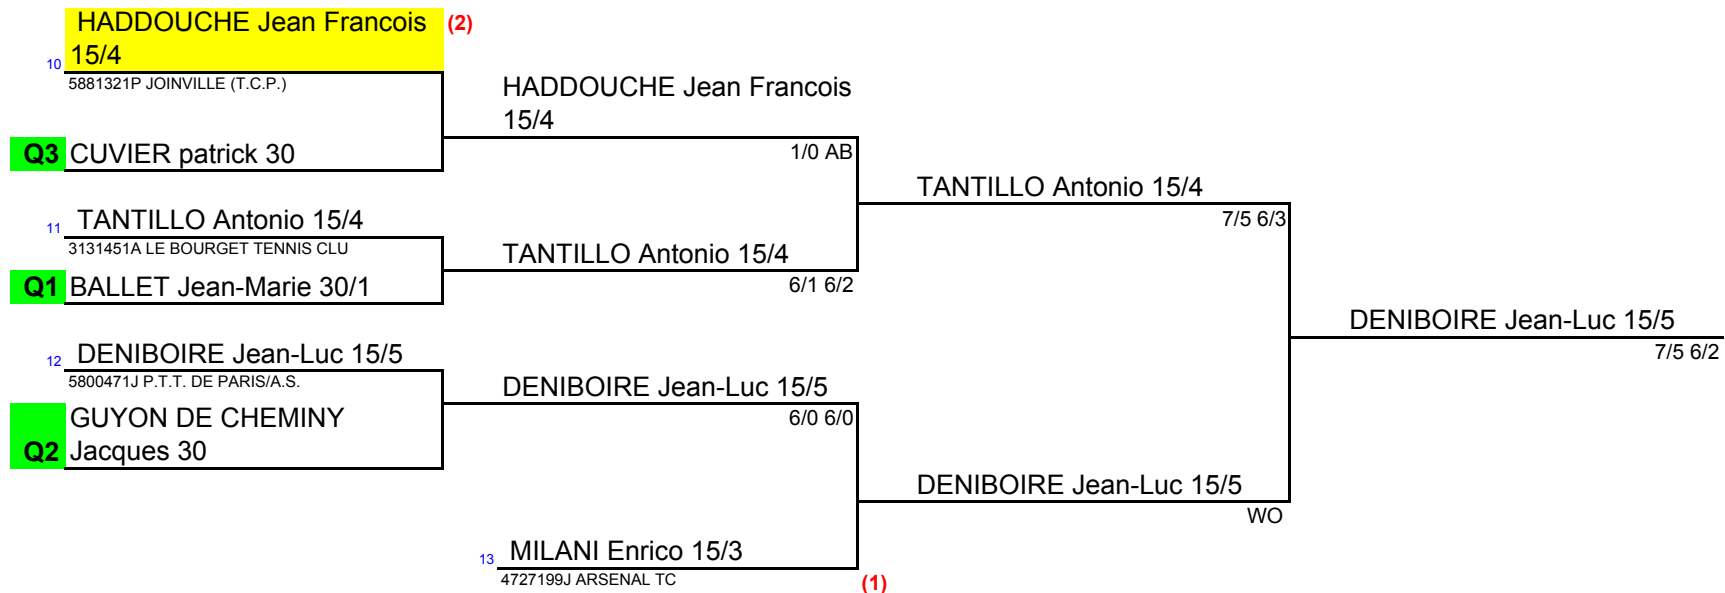 HADDOUCHE Jean Francois (2)
10 15/4
5881321P JOINVILLE (T.C.P.)
HADDOUCHE Jean Francois
15/4
Q3 CUVIER patrick 30
1/0 AB
TANTILLO Antonio 15/4
7/5 6/3
11 TANTILLO Antonio 15/4
3131451A LE BOURGET TENNIS CLU
TANTILLO Antonio 15/4
6/1 6/2
Q1 BALLET Jean-Marie 30/1
DENIBOIRE Jean-Luc 15/5
7/5 6/2
12 DENIBOIRE Jean-Luc 15/5
5800471J P.T.T. DE PARIS/A.S.
DENIBOIRE Jean-Luc 15/5
6/0 6/0
GUYON DE CHEMINY
Q2 Jacques 30
DENIBOIRE Jean-Luc 15/5
WO
13 MILANI Enrico 15/3
4727199J ARSENAL TC
(1)